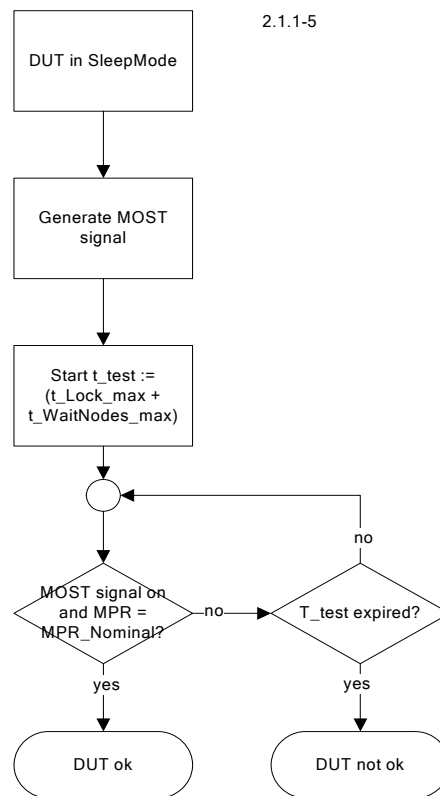 2.1.1-5
DUT in SleepMode
Generate MOST
signal
Start t_test :=
(t_Lock_max +
t_WaitNodes_max)
no
MOST signal on
and MPR =
MPR_Nominal?
no
T_test expired?
yes
yes
DUT ok
DUT not ok